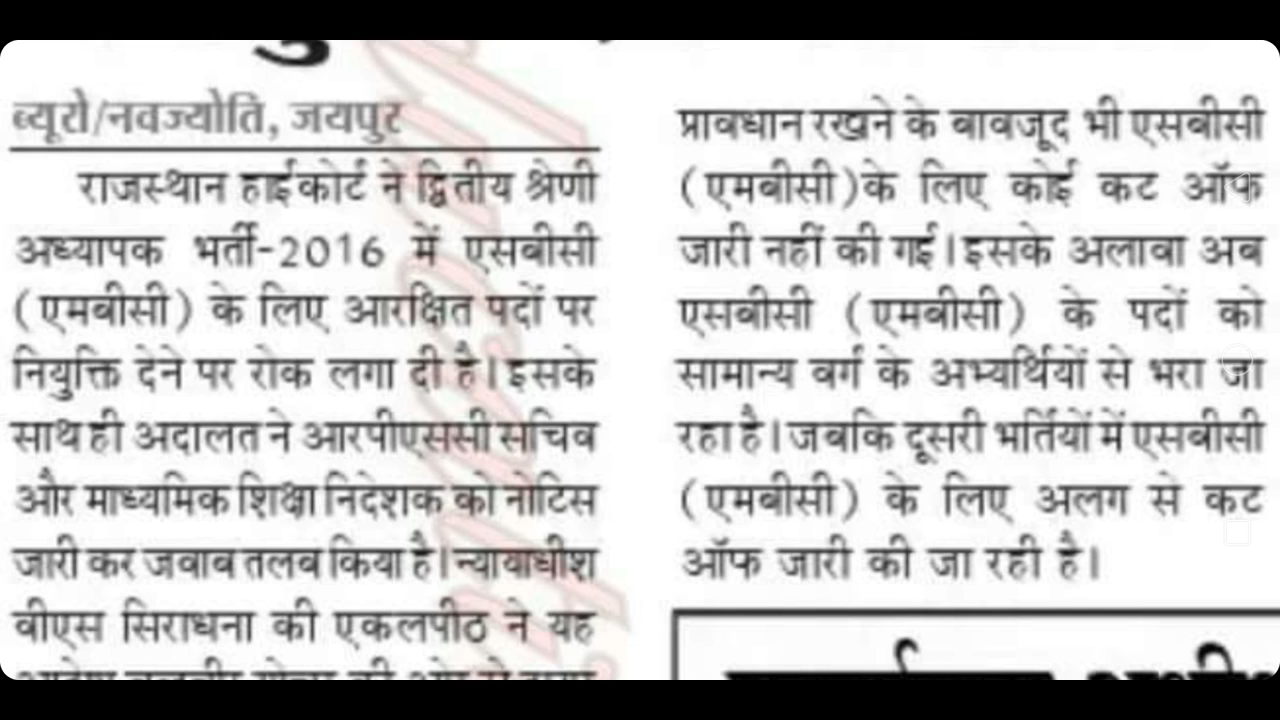 ब्यूरो/नवज्योति, जयपुर
राजस्थान हाईकोर्ट ने द्वितीय श्रेणी
अध्यापक भर्ती-2016 में एसबीसी
(एमबीसी) के लिए आरक्षित पदों पर
नियुक्ति देने पर रोक लगा दी है। इसके
साथ ही अदालत ने आरपीएससी सचिव
और माध्यमिक शिक्षा निदेशक को नोटिस
जारी कर जवाब तलब किया है। न्यायाधीश
वीएस सिराधना की एकलपीठ ने यह
प्रावधान रखने के बावजूद भी एसबीसी
(एमबीसी)के लिए कोई कट ऑफ
जारी नहीं की गई। इसके अलावा अब
एसबीसी (एमबीसी) के पदों को
सामान्य वर्ग के अभ्यर्थियों से भरा जा
रहा है। जबकि दूसरी भर्तियों में एसबीसी
(एमबीसी) के लिए अलग से कट
ऑफ जारी की जा रही है।